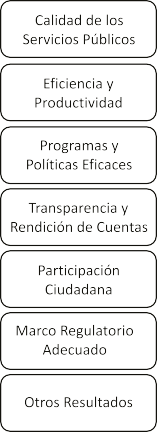 Calidad de los
Servicios Públicos
Eficiencia y
Productividad
Programas y
Políticas Eficaces
Transparencia y
Rendición de Cuentas
Participación
Ciudadana
Marco Regulatorio
Adecuado
Otros Resultados